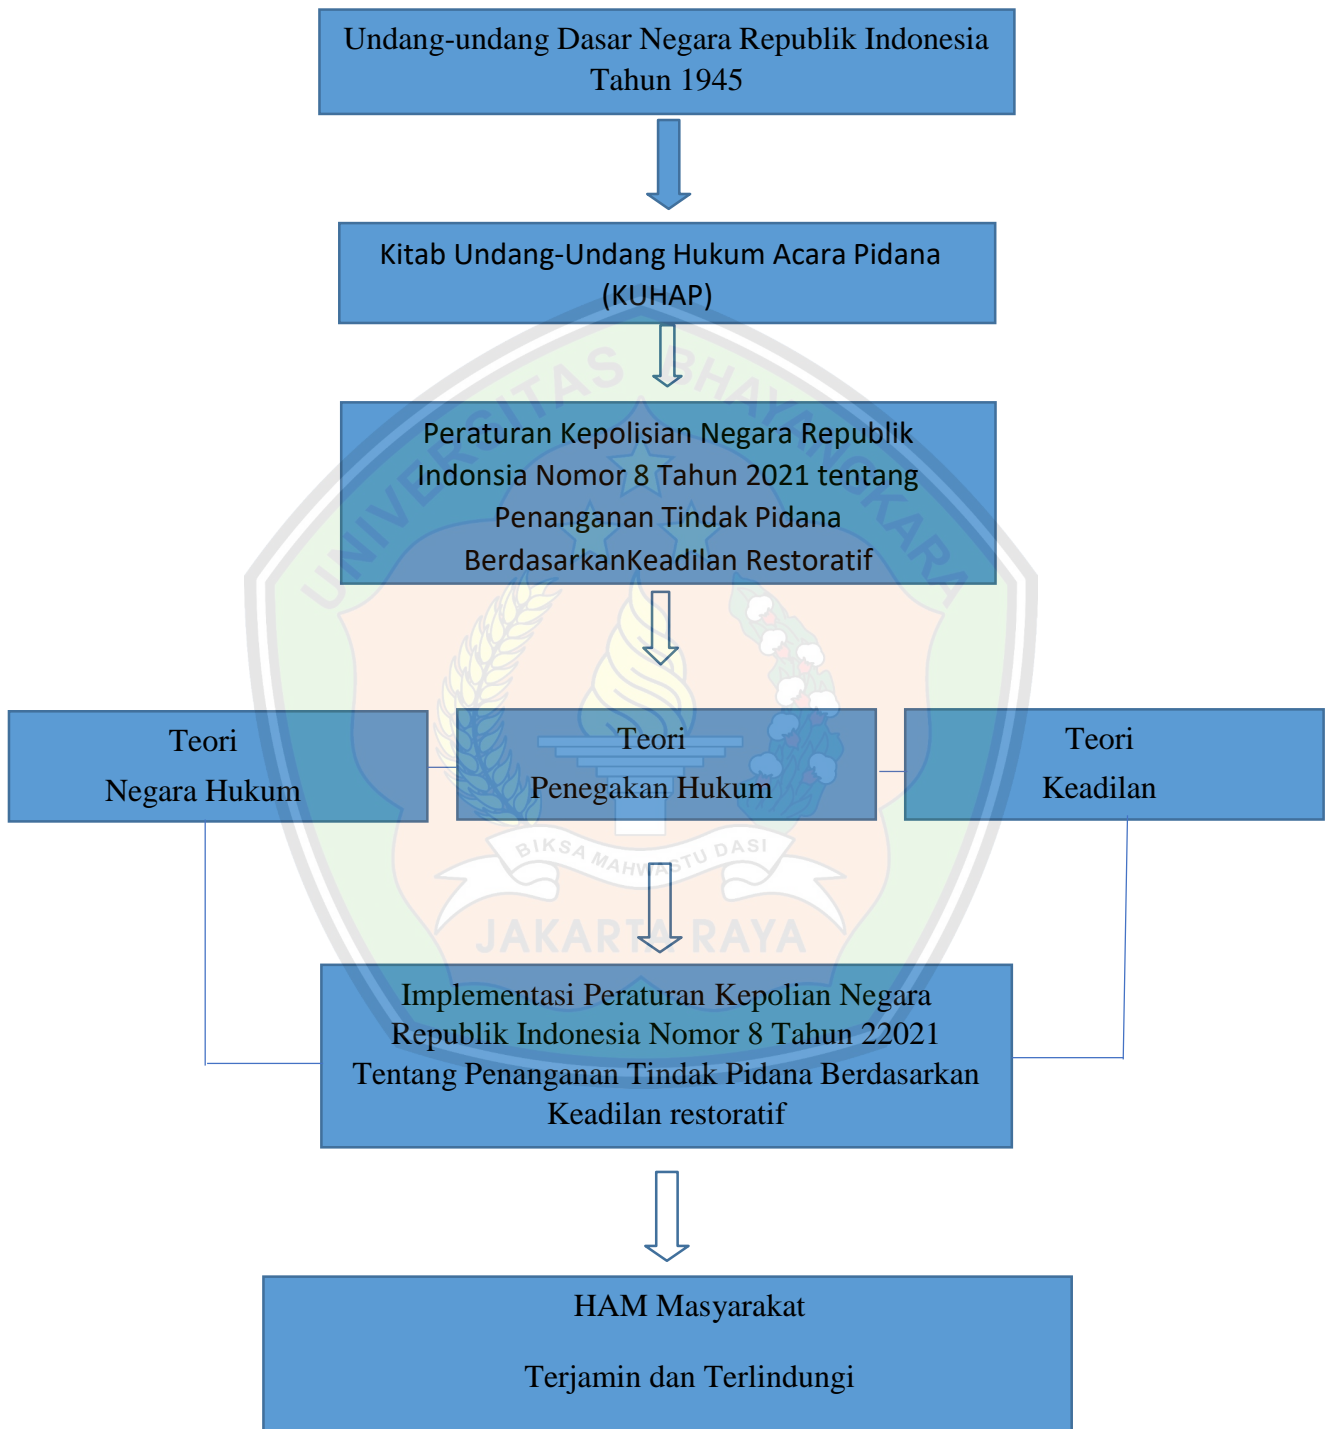 Undang-undang Dasar Negara Republik Indonesia
Tahun 1945
Kitab Undang-Undang Hukum Acara Pidana
(KUHAP)
UNIVERSITAS BHAYANGKARA
Peraturan Kepolisian Negara Republik
Indonsia Nomor 8 Tahun 2021 tentang
Penanganan Tindak Pidana
BerdasarkanKeadilan Restoratif
Teori
Negara Hukum
Teori
Penegakan Hukum
Teori
Keadilan
BIKSA MAHWASTU DASI
JAKARTA RAYA
Implementasi Peraturan Kepolian Negara
Republik Indonesia Nomor 8 Tahun 22021
Tentang Penanganan Tindak Pidana Berdasarkan
Keadilan restoratif
HAM Masyarakat
Terjamin dan Terlindungi